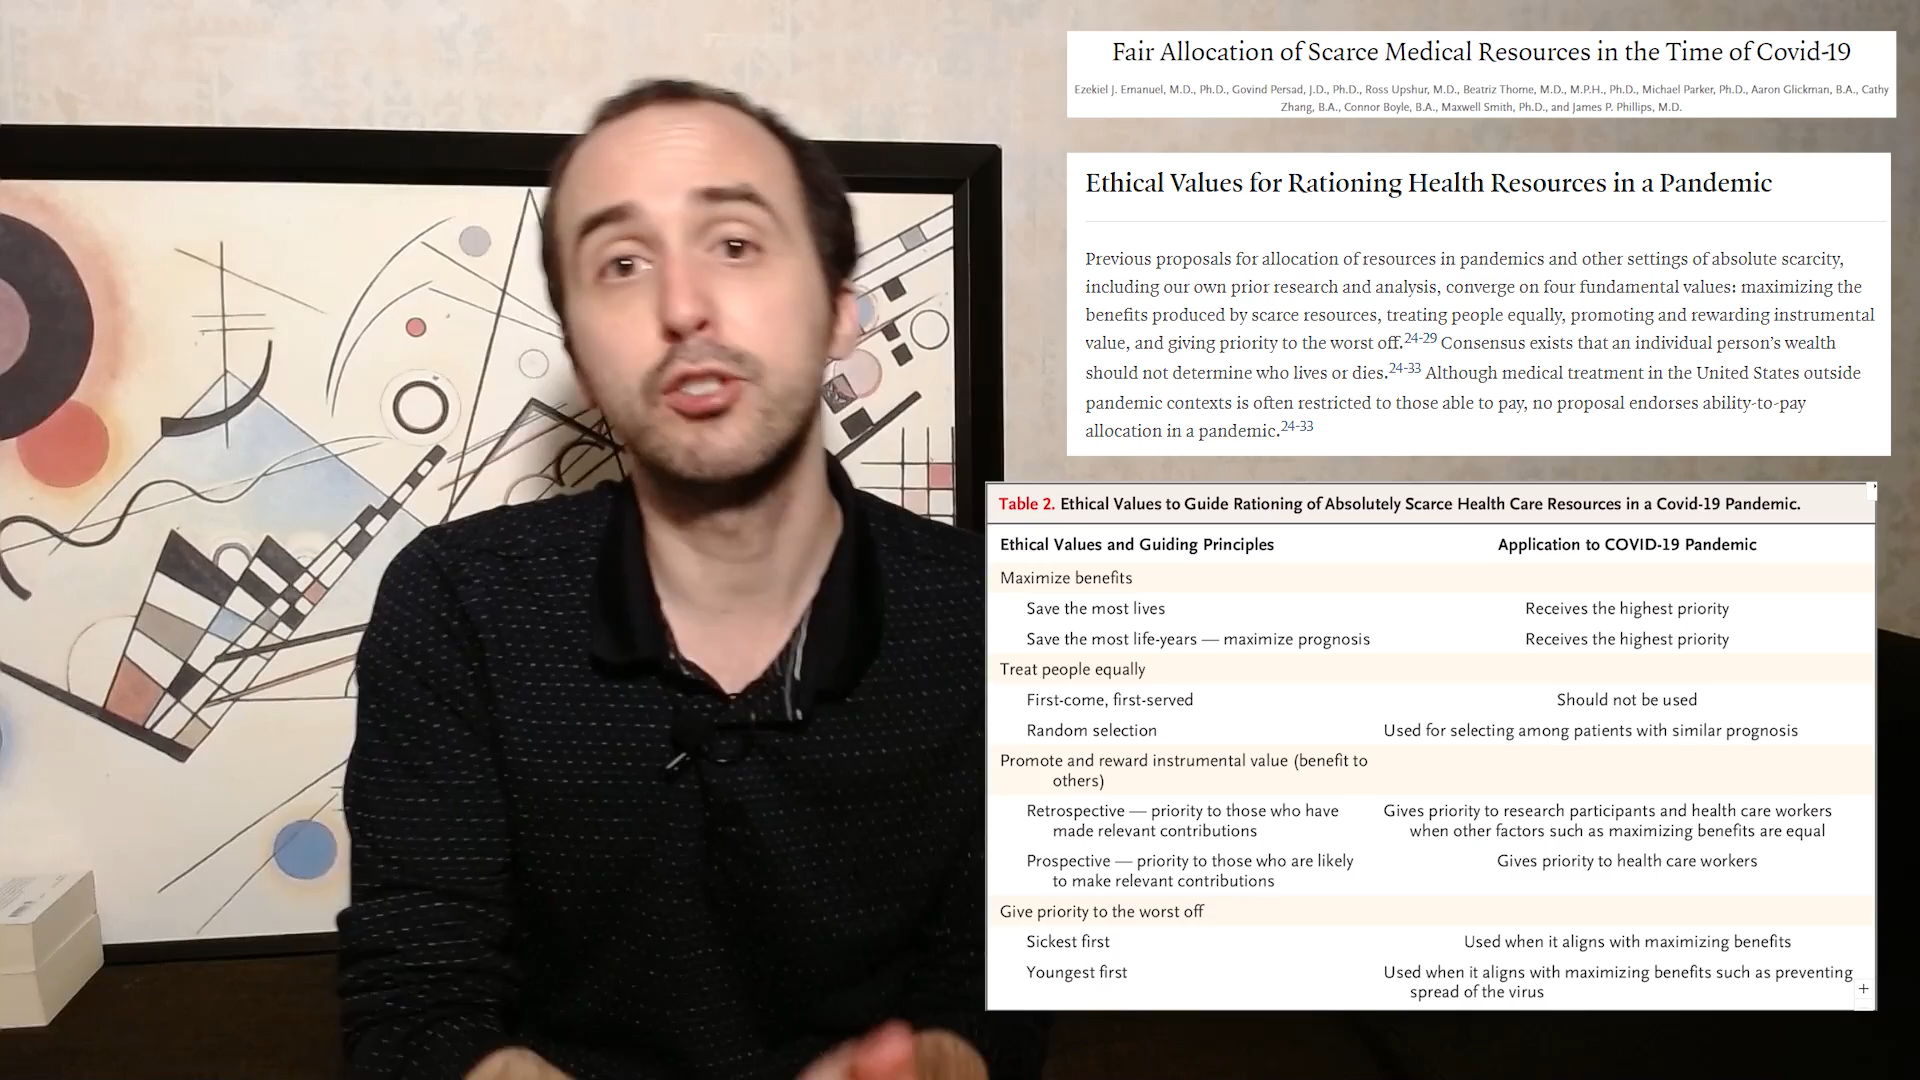 Fair Allocation of Scarce Medical Resources in the Time of Covid-19
Ezekiel J. Emanuel, M.D., Ph.D., Govind Persad, J.D., Ph.D., Ross Upshur, M.D., Beatriz Thome, M.D., M.P.H., Ph.D., Michael Parker, Ph.D., Aaron Glickman, B.A., Cathy
Zhang, B.A., Connor Boyle, B.A., Maxwell Smith, Ph.D., and James P. Phillips, M.D.
Ethical Values for Rationing Health Resources in a Pandemic
Previous proposals for allocation of resources in pandemics and other settings of absolute scarcity,
including our own prior research and analysis, converge on four fundamental values: maximizing the
benefits produced by scarce resources, treating people equally, promoting and rewarding instrumental
value, and giving priority to the worst off.24-29 Consensus exists that an individual person's wealth
should not determine who lives or dies.24-33 Although medical treatment in the United States outside
pandemic contexts is often restricted to those able to pay, no proposal endorses ability-to-pay
allocation in a pandemic.24-33
Table 2. Ethical Values to Guide Rationing of Absolutely Scarce Health Care Resources in a Covid-19 Pandemic.
Ethical Values and Guiding Principles Application to COVID-19 Pandemic
Maximize benefits
Save the most lives Receives the highest priority
Save the most life-years — maximize prognosis Receives the highest priority
Treat people equally
First-come, first-served Should not be used
Random selection Used for selecting among patients with similar prognosis
Promote and reward instrumental value (benefit to
others)
Retrospective — priority to those who have Gives priority to research participants and health care workers
made relevant contributions when other factors such as maximizing benefits are equal
Prospective — priority to those who are likely Gives priority to health care workers
to make relevant contributions
Give priority to the worst off
Sickest first Used when it aligns with maximizing benefits
Youngest first Used when it aligns with maximizing benefits such as preventing
spread of the virus